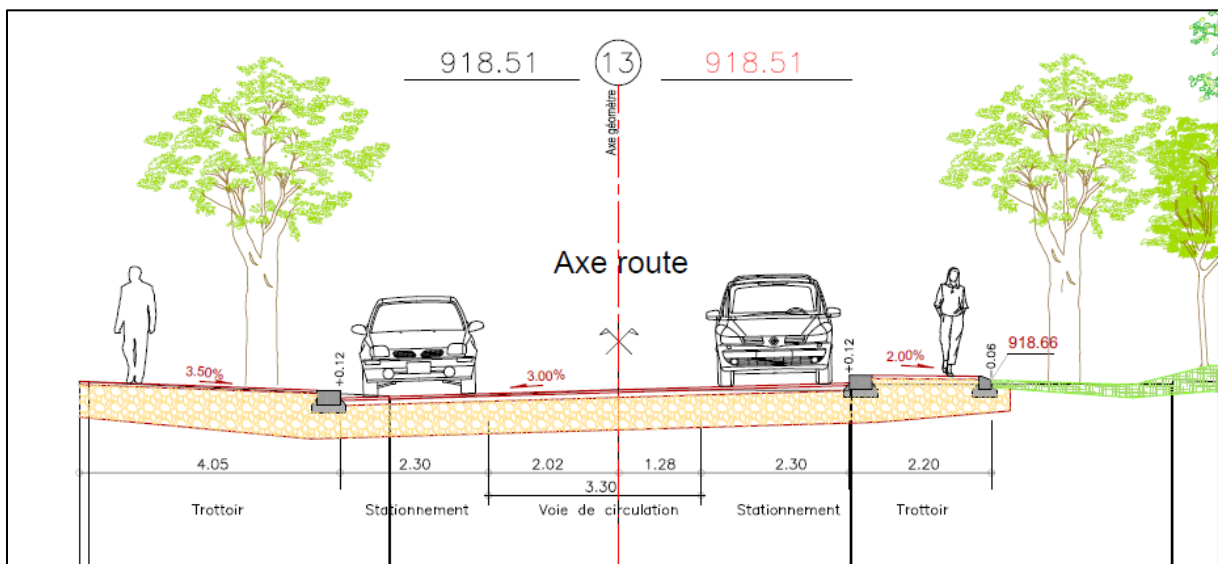 918.51 13 918.51
Axe géomètre
Axe route
3.50%
+0.12
3.00%
+0.12
2.00%
-0.06
918.66
4.05 2.30 2.02 1.28 2.30 2.20
3.30
Trottoir Stationnement Voie de circulation Stationnement Trottoir